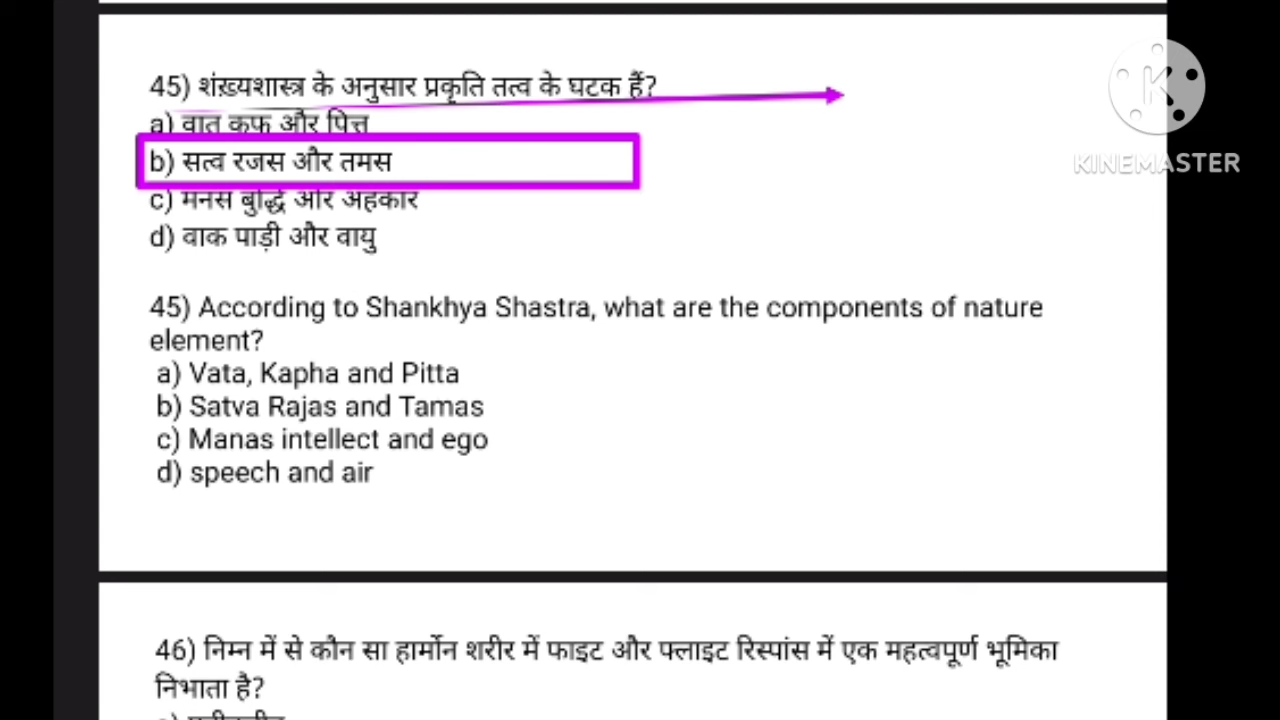 45) शंख़्यशास्त्र के अनुसार प्रकृति तत्व के घटक हैं?
a) वात कफ और पित्त
b) सत्व रजस और तमस
c) मनस बुद्धि और अहंकार
d) वाक पाड़ी और वायु
45) According to Shankhya Shastra, what are the components of nature
element?
a) Vata, Kapha and Pitta
b) Satva Rajas and Tamas
c) Manas intellect and ego
d) speech and air
46) निम्न में से कौन सा हार्मोन शरीर में फाइट और फ्लाइट रिस्पांस में एक महत्वपूर्ण भूमिका
निभाता है?
K
KINEMASTER